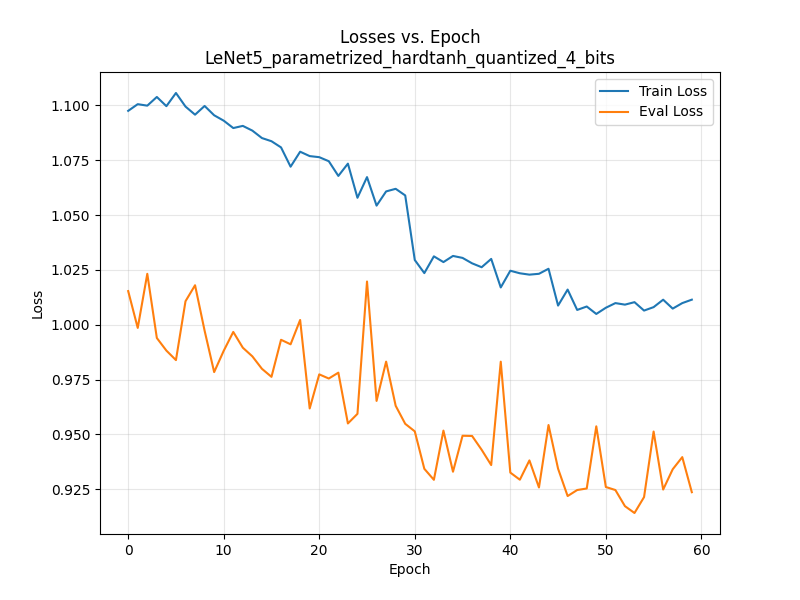 Losses vs. Epoch
LeNet5_parametrized_hardtanh_quantized_4_bits
Train Loss
Eval Loss
1.100
1.075
1.050
1.025
1.000
0.975
0.950
0.925
Loss
0 10 20 30 40 50 60
Epoch